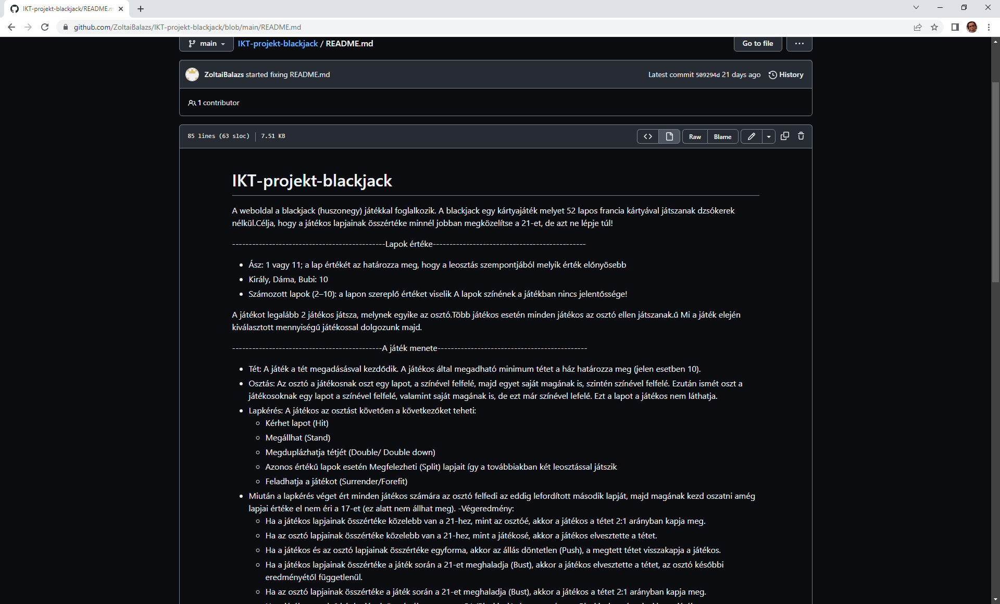 IKT-projekt-blackjack/README.m
github.com/ZoltaiBalazs/IKT-projekt-blackjack/blob/main/README.md
main
IKT-projekt-blackjack / README.md
Go to file
ZoltaiBalazs started fixing README.md
Latest commit 509294d 21 days ago
History
1 contributor
85 lines (63 sloc)
7.51 KB
Raw
Blame
IKT-projekt-blackjack
A weboldal a blackjack (huszonegy) játékkal foglalkozik. A blackjack egy kártyajáték melyet 52 lapos francia kártyával játszanak dzsókerek
nélkül.Célja, hogy a játékos lapjainak összértéke minnél jobban megközelítse a 21-et, de azt ne lépje túl!
----------------------------------------------Lapok értéke----------------------------------------------
Ász: 1 vagy 11; a lap értékét az határozza meg, hogy a leosztás szempontjából melyik érték előnyösebb
Király, Dáma, Bubi: 10
Számozott lapok (2–10): a lapon szereplő értéket viselik A lapok színének a játékban nincs jelentőssége!
A játékot legalább 2 játékos játsza, melynek egyike az osztó.Több játékos esetén minden játékos az osztó ellen játszanak.ű Mi a játék elején
kiválasztott mennyiségű játékossal dolgozunk majd.
---------------------------------------------A játék menete---------------------------------------------
Tét: A játék a tét megadásásval kezdődik. A játékos által megadható minimum tétet a ház határozza meg (jelen esetben 10).
Osztás: Az osztó a játékosnak oszt egy lapot, a színével felfelé, majd egyet saját magának is, szintén színével felfelé. Ezután ismét oszt a
játékosoknak egy lapot a színével felfelé, valamint saját magának is, de ezt már színével lefelé. Ezt a lapot a játékos nem láthatja.
Lapkérés: A játékos az osztást követően a következőket teheti:
Kérhet lapot (Hit)
Megállhat (Stand)
Megduplázhatja tétjét (Double/ Double down)
Azonos értékű lapok esetén Megfelezheti (Split) lapjait így a továbbiakban két leosztással játszik
Feladhatja a játékot (Surrender/Forefit)
Miután a lapkérés véget ért minden játékos számára az osztó felfedi az eddig lefordított második lapját, majd magának kezd oszatni amég
lapjai értéke el nem éri a 17-et (ez alatt nem állhat meg). -Végeredmény:
Ha a játékos lapjainak összértéke közelebb van a 21-hez, mint az osztóé, akkor a játékos a tétet 2:1 arányban kapja meg.
Ha az osztó lapjainak összértéke közelebb van a 21-hez, mint a játékosé, akkor a játékos elvesztette a tétet.
Ha a játékos és az osztó lapjainak összértéke egyforma, akkor az állás döntetlen (Push), a megtett tétet visszakapja a játékos.
Ha a játékos lapjainak összértéke a játék során a 21-et meghaladja (Bust), akkor a játékos elvesztette a tétet, az osztó későbbi
eredményétől függetlenül.
Ha az osztó lapjainak összértéke a játék során a 21-et meghaladja (Bust), akkor a játékos a tétet 2:1 arányban kapja meg.